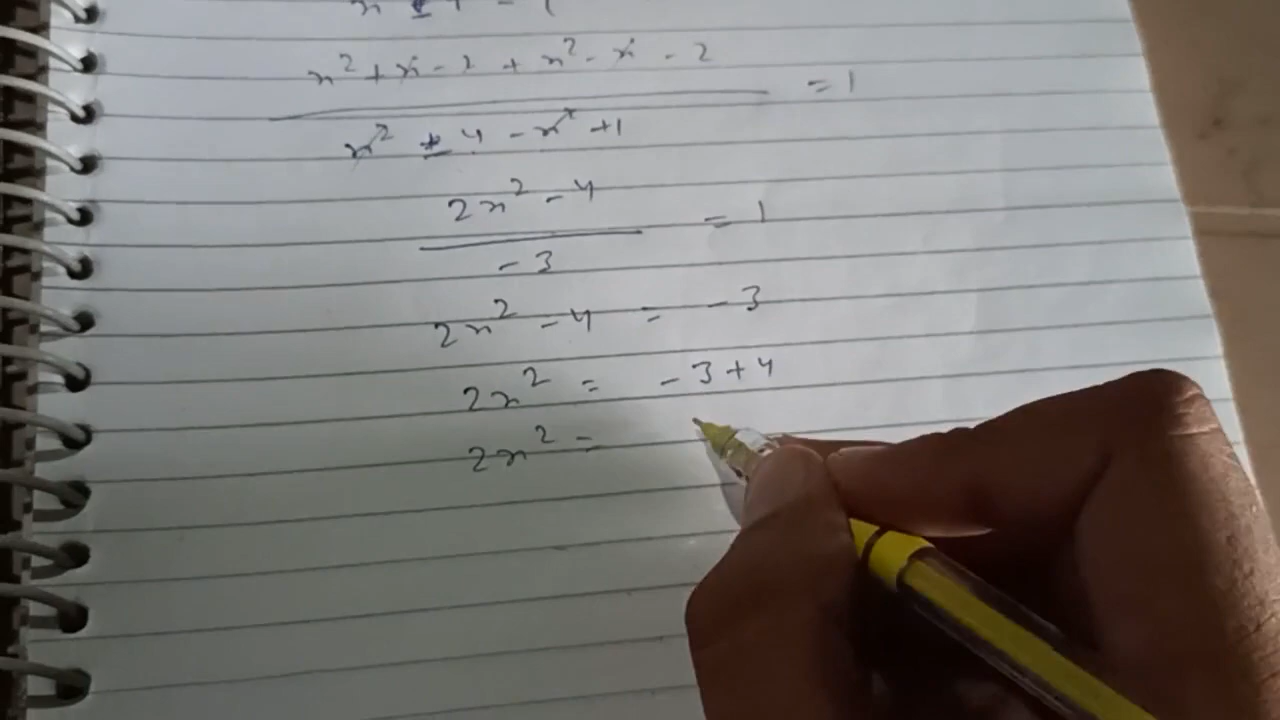 x² + x - 2 + x² - x - 2
= 1
x² - 4 - x² + 1
2x² - 4
= 1
- 3
2x² - 4 = - 3
2x² = - 3 + 4
2x² =